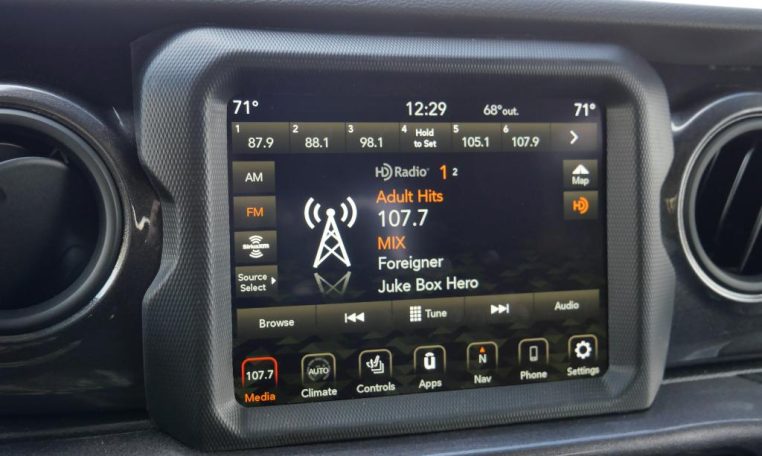 71° 12:29 68°out. 71°
1 87.9 2 88.1 3 98.1 4 Hold to Set 5 105.1 6 107.9 >
AM
HD Radio 1 2
Map
FM
Adult Hits
HD
107.7
SiriusXM
MIX
Foreigner
Source
Select
Juke Box Hero
Browse Tune Audio
107.7 AUTO N
Media Climate Controls Apps Nav Phone Settings